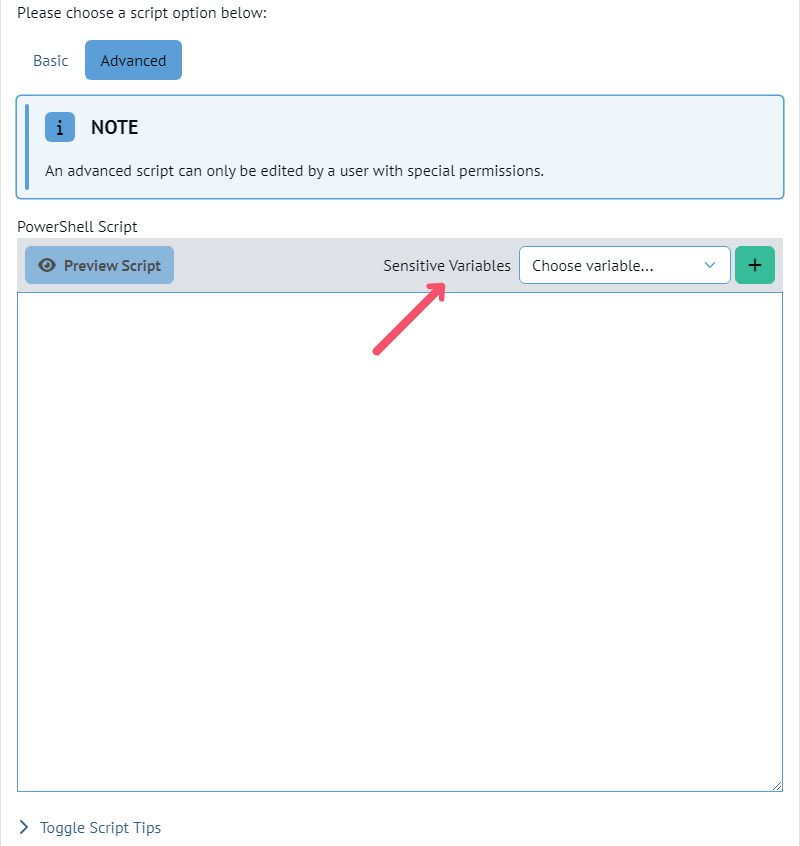 Please choose a script option below:
Basic Advanced
i NOTE
An advanced script can only be edited by a user with special permissions.
PowerShell Script
Preview Script Sensitive Variables Choose variable... +
Toggle Script Tips